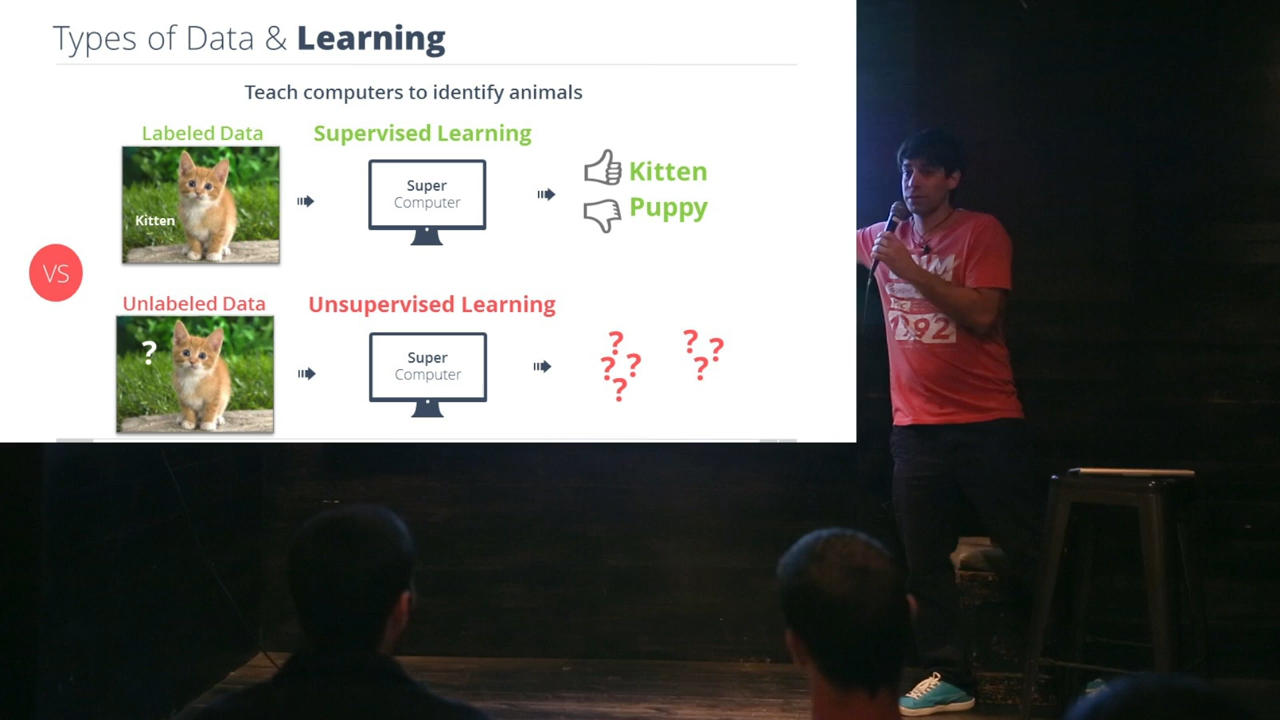 Types of Data & Learning
Teach computers to identify animals
Labeled Data
Supervised Learning
Kitten
Super
Computer
Kitten
Puppy
VS
Unlabeled Data
Unsupervised Learning
?
Super
Computer
? ? ? ?
? ? ?